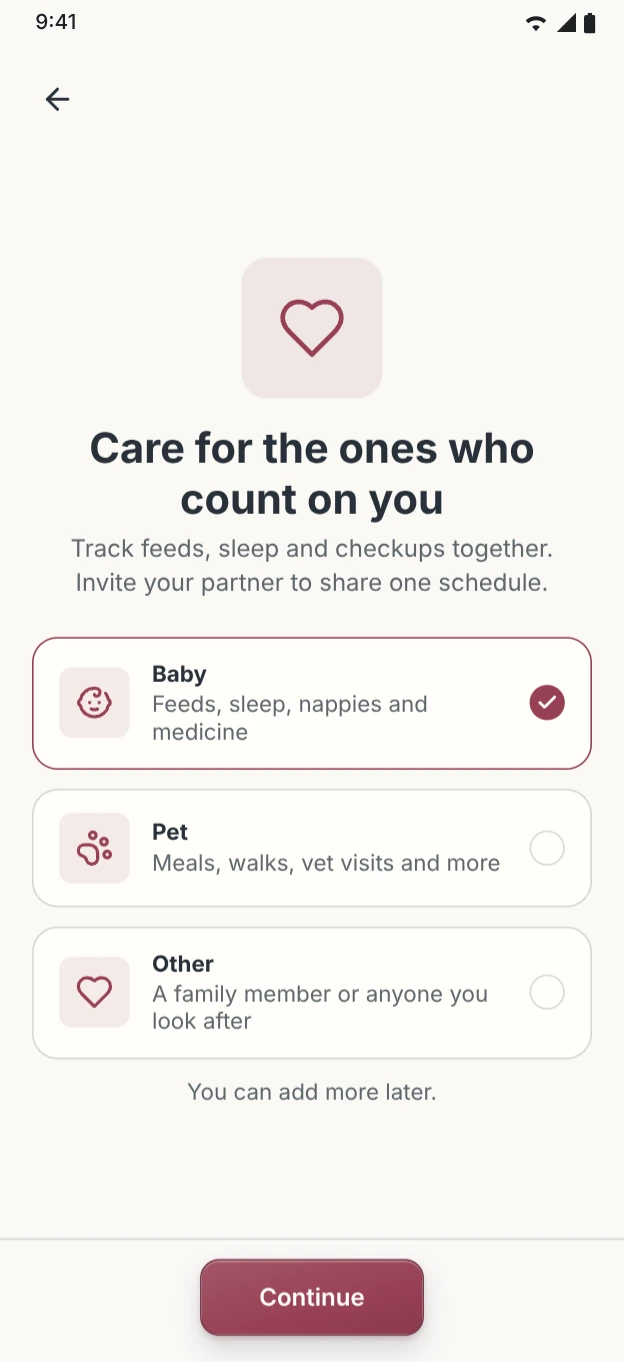 9:41
Care for the ones who
count on you
Track feeds, sleep and checkups together.
Invite your partner to share one schedule.
Baby
Feeds, sleep, nappies and
medicine
Pet
Meals, walks, vet visits and more
Other
A family member or anyone you
look after
You can add more later.
Continue